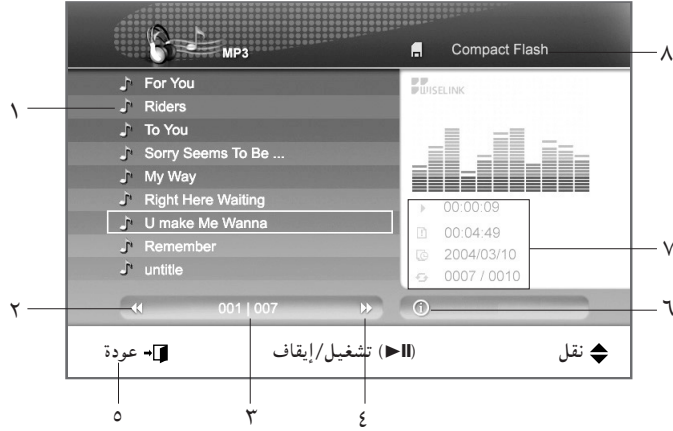 MP3
Compact Flash
٨
For You
Riders
١
To You
Sorry Seems To Be ...
My Way
Right Here Waiting
U make Me Wanna
Remember
untitle
WISELINK
00:00:09
00:04:49
2004/03/10
0007 / 0010
٧
٢
001 | 007
٦
نقل
(►II) تشغيل/إيقاف
عودة
٥
٣
٤